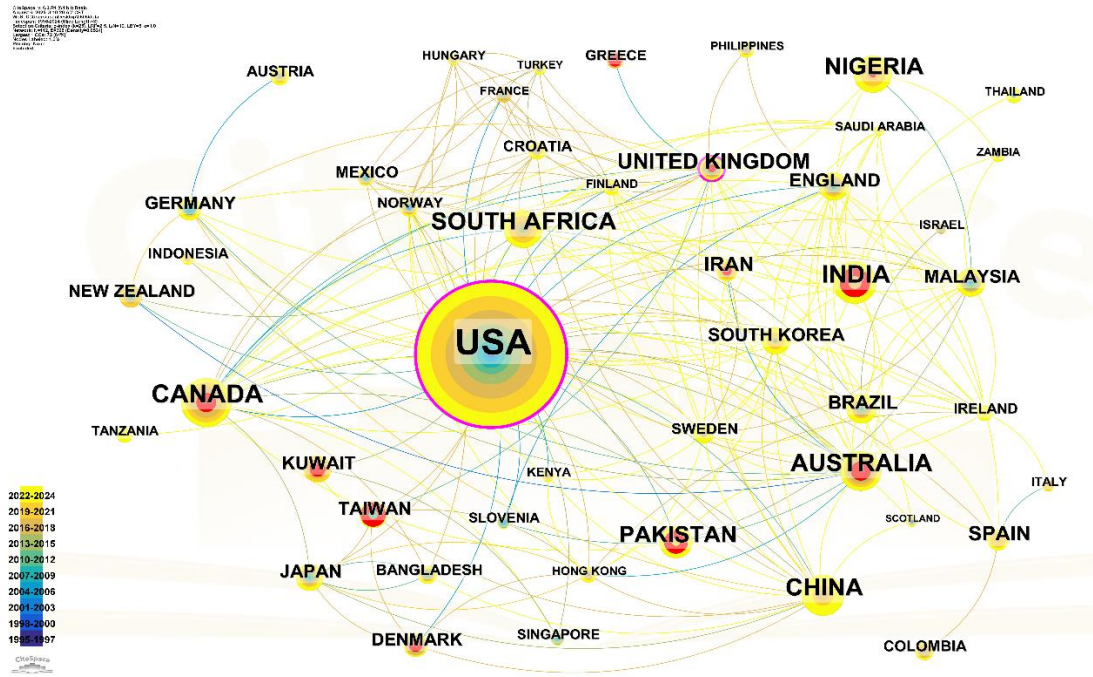 HUNGARY
TURKEY
GREECE
PHILIPPINES
NIGERIA
AUSTRIA
FRANCE
THAILAND
SAUDI ARABIA
CROATIA
UNITED KINGDOM
ZAMBIA
MEXICO
FINLAND
ENGLAND
GERMANY
NORWAY
SOUTH AFRICA
ISRAEL
INDONESIA
IRAN
INDIA
MALAYSIA
NEW ZEALAND
USA
SOUTH KOREA
CANADA
BRAZIL
IRELAND
TANZANIA
SWEDEN
KUWAIT
KENYA
AUSTRALIA
ITALY
TAIWAN
SLOVENIA
SCOTLAND
PAKISTAN
SPAIN
JAPAN
BANGLADESH
HONG KONG
CHINA
DENMARK
SINGAPORE
COLOMBIA
2022-2024
2019-2021
2016-2018
2013-2015
2010-2012
2007-2009
2004-2006
2001-2003
1998-2000
1995-1997
CiteSpace